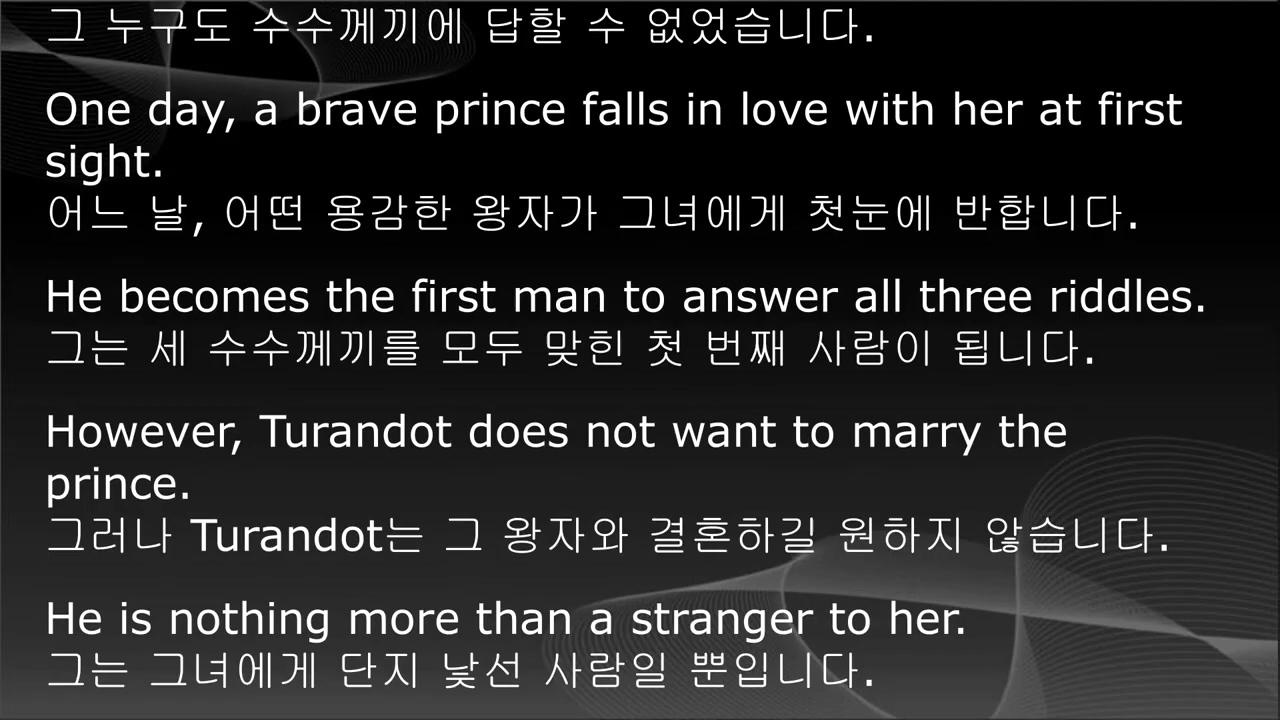 그 누구도 수수께끼에 답할 수 없었습니다.
One day, a brave prince falls in love with her at first
sight.
어느 날, 어떤 용감한 왕자가 그녀에게 첫눈에 반합니다.
He becomes the first man to answer all three riddles.
그는 세 수수께끼를 모두 맞힌 첫 번째 사람이 됩니다.
However, Turandot does not want to marry the
prince.
그러나 Turandot는 그 왕자와 결혼하길 원하지 않습니다.
He is nothing more than a stranger to her.
그는 그녀에게 단지 낯선 사람일 뿐입니다.